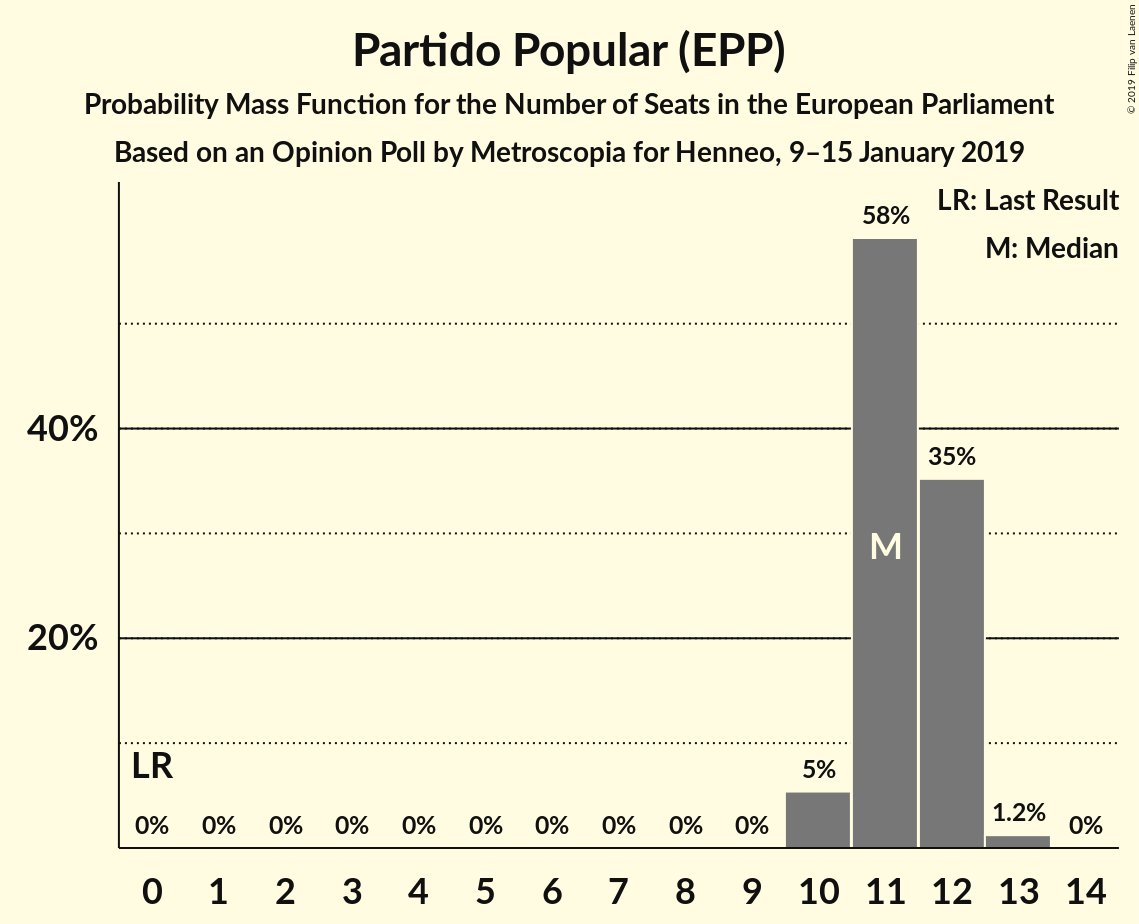 Partido Popular (EPP)
Probability Mass Function for the Number of Seats in the European Parliament
Based on an Opinion Poll by Metroscopia for Henneo, 9–15 January 2019
© 2019 Filip van Laenen
LR: Last Result
M: Median
58%
40%
35%
M
20%
LR
5%
1.2%
0% 0% 0% 0% 0% 0% 0% 0% 0% 0% 0%
0 1 2 3 4 5 6 7 8 9 10 11 12 13 14